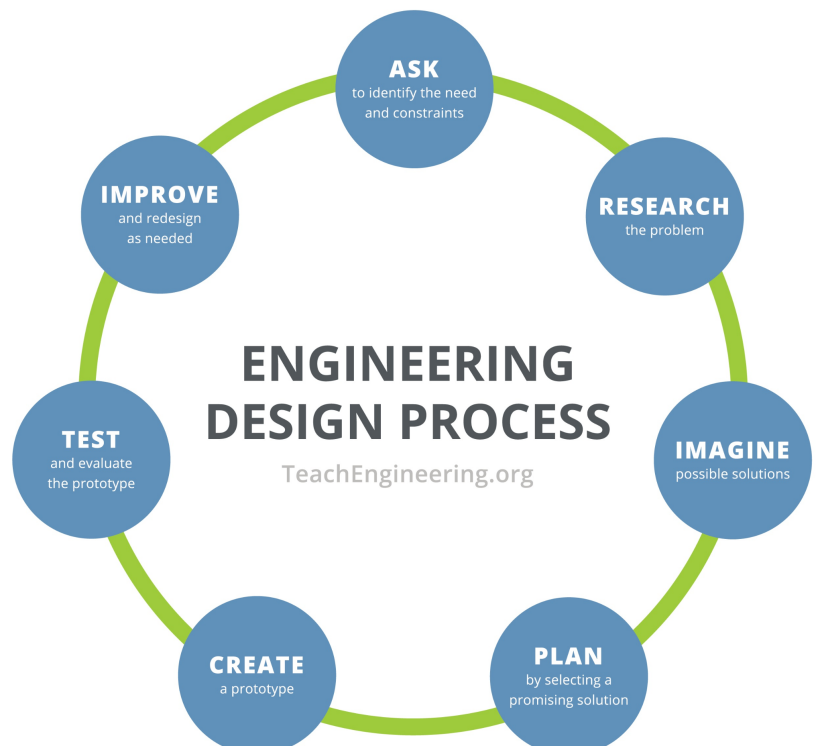 ASK
to identify the need
and constraints
RESEARCH
the problem
IMAGINE
possible solutions
PLAN
by selecting a
promising solution
CREATE
a prototype
TEST
and evaluate
the prototype
IMPROVE
and redesign
as needed
ENGINEERING
DESIGN PROCESS
TeachEngineering.org